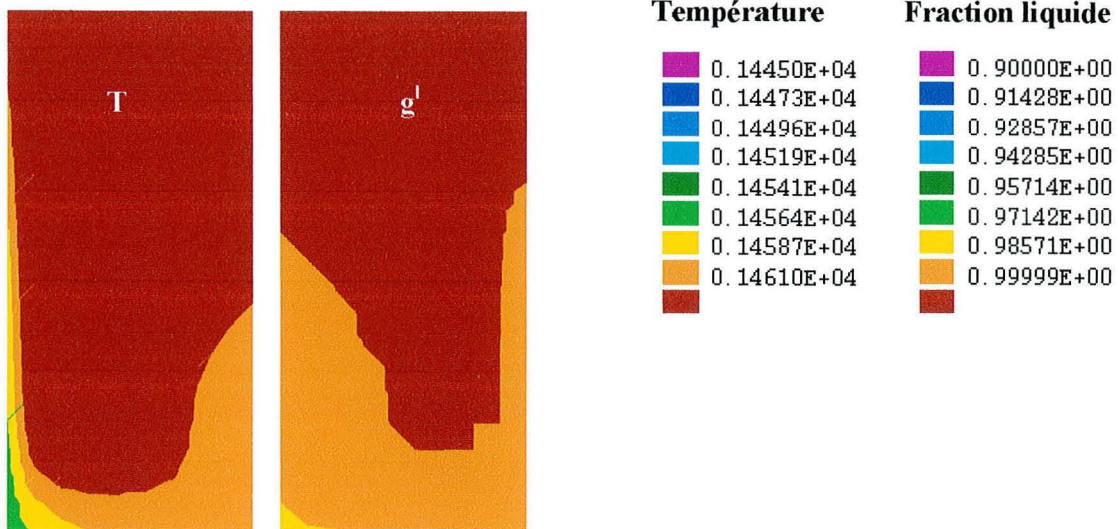 Température Fraction liquide
T
g^l
0.14450E+04 0.90000E+00
0.14473E+04 0.91428E+00
0.14496E+04 0.92857E+00
0.14519E+04 0.94285E+00
0.14541E+04 0.95714E+00
0.14564E+04 0.97142E+00
0.14587E+04 0.98571E+00
0.14610E+04 0.99999E+00